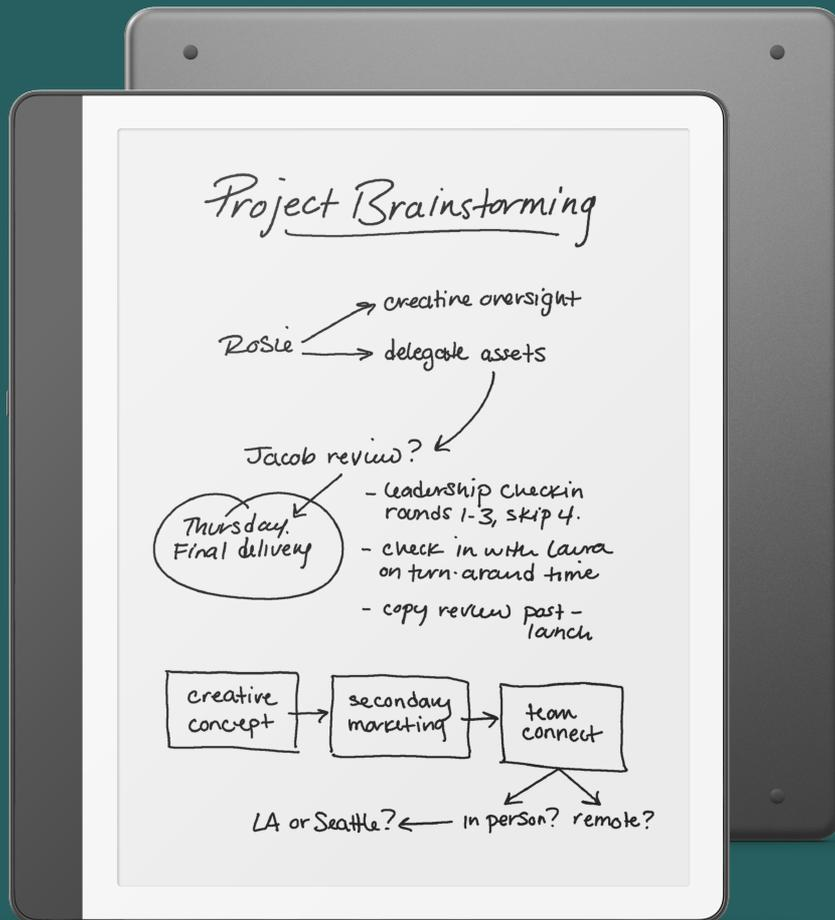 Project Brainstorming
creative oversight
Rosie
delegate assets
Jacob review?
Thursday.
Final delivery
- leadership checkin
rounds 1-3, skip 4.
- check in with Laura
on turn-around time
- copy review post-
launch
creative
concept
secondary
marketing
team
connect
LA or Seattle? in person? remote?